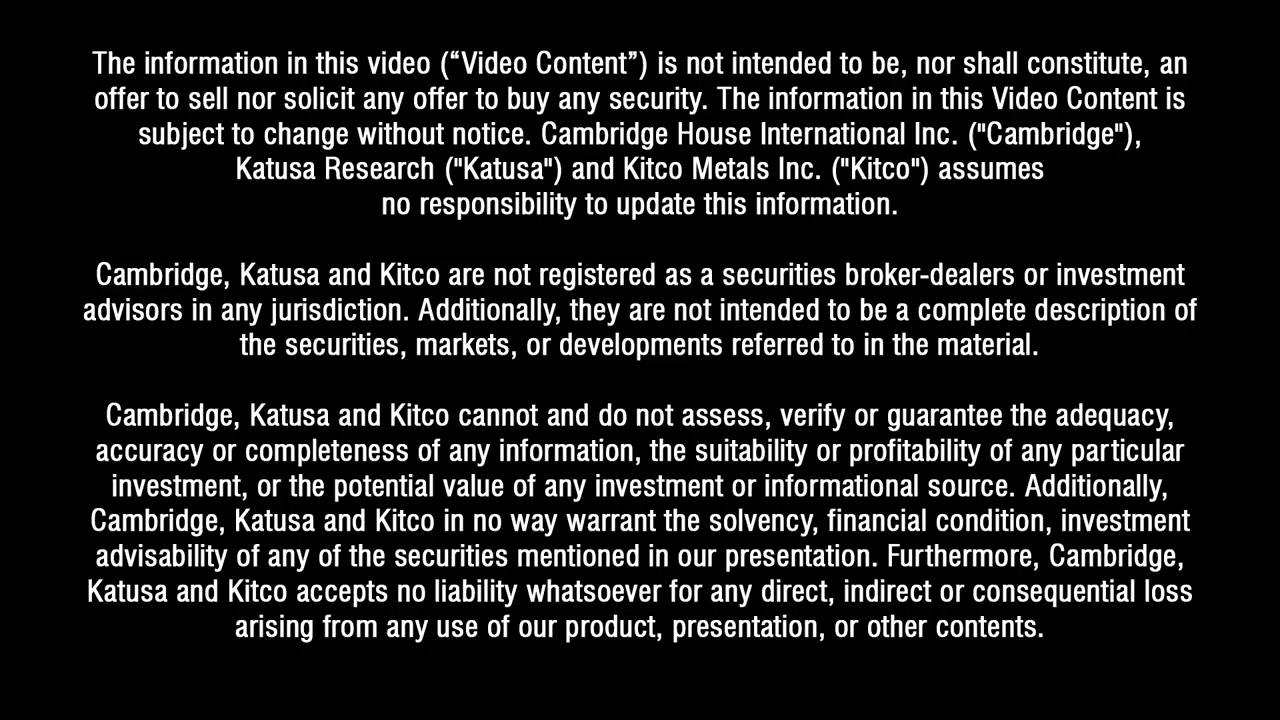 The information in this video (“Video Content”) is not intended to be, nor shall constitute, an
offer to sell nor solicit any offer to buy any security. The information in this Video Content is
subject to change without notice. Cambridge House International Inc. ("Cambridge"),
Katusa Research ("Katusa") and Kitco Metals Inc. ("Kitco") assumes
no responsibility to update this information.
Cambridge, Katusa and Kitco are not registered as a securities broker-dealers or investment
advisors in any jurisdiction. Additionally, they are not intended to be a complete description of
the securities, markets, or developments referred to in the material.
Cambridge, Katusa and Kitco cannot and do not assess, verify or guarantee the adequacy,
accuracy or completeness of any information, the suitability or profitability of any particular
investment, or the potential value of any investment or informational source. Additionally,
Cambridge, Katusa and Kitco in no way warrant the solvency, financial condition, investment
advisability of any of the securities mentioned in our presentation. Furthermore, Cambridge,
Katusa and Kitco accepts no liability whatsoever for any direct, indirect or consequential loss
arising from any use of our product, presentation, or other contents.